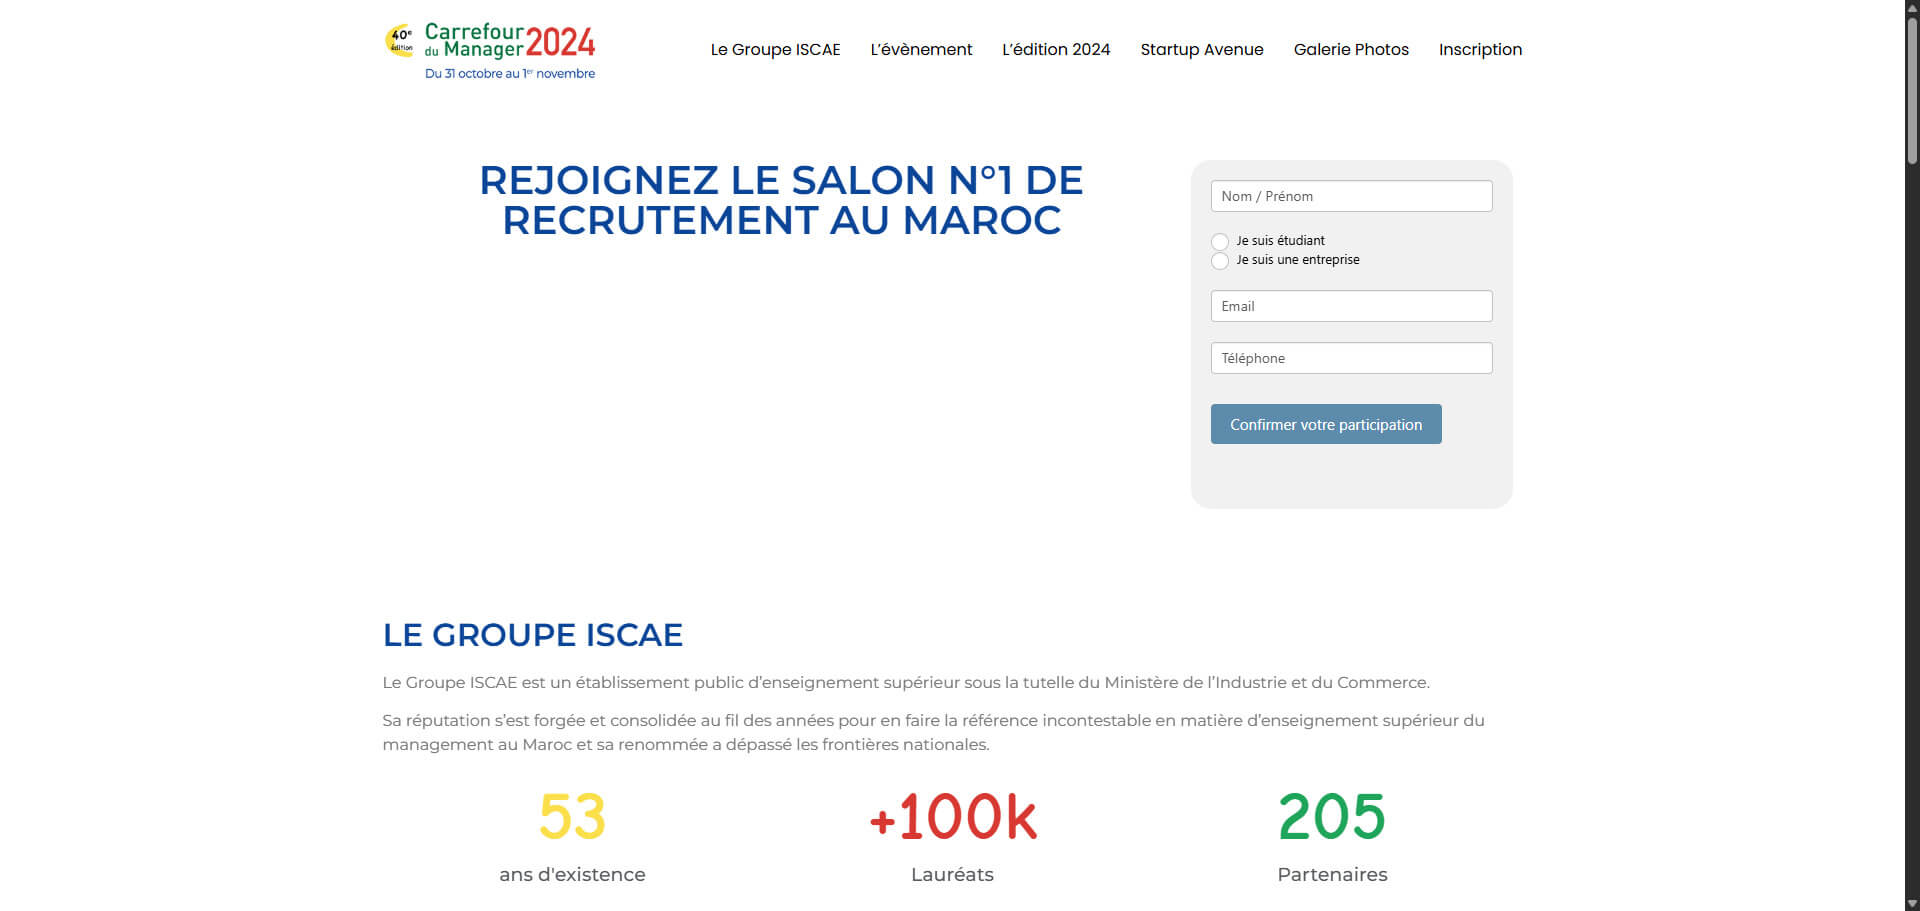 40e
édition
Carrefour
du Manager 2024
Du 31 octobre au 1er novembre
Le Groupe ISCAE
L’évènement
L’édition 2024
Startup Avenue
Galerie Photos
Inscription
REJOIGNEZ LE SALON N°1 DE
RECRUTEMENT AU MAROC
Nom / Prénom
Je suis étudiant
Je suis une entreprise
Email
Téléphone
Confirmer votre participation
LE GROUPE ISCAE
Le Groupe ISCAE est un établissement public d’enseignement supérieur sous la tutelle du Ministère de l’Industrie et du Commerce.
Sa réputation s’est forgée et consolidée au fil des années pour en faire la référence incontestable en matière d’enseignement supérieur du
management au Maroc et sa renommée a dépassé les frontières nationales.
53
ans d'existence
+100k
Lauréats
205
Partenaires